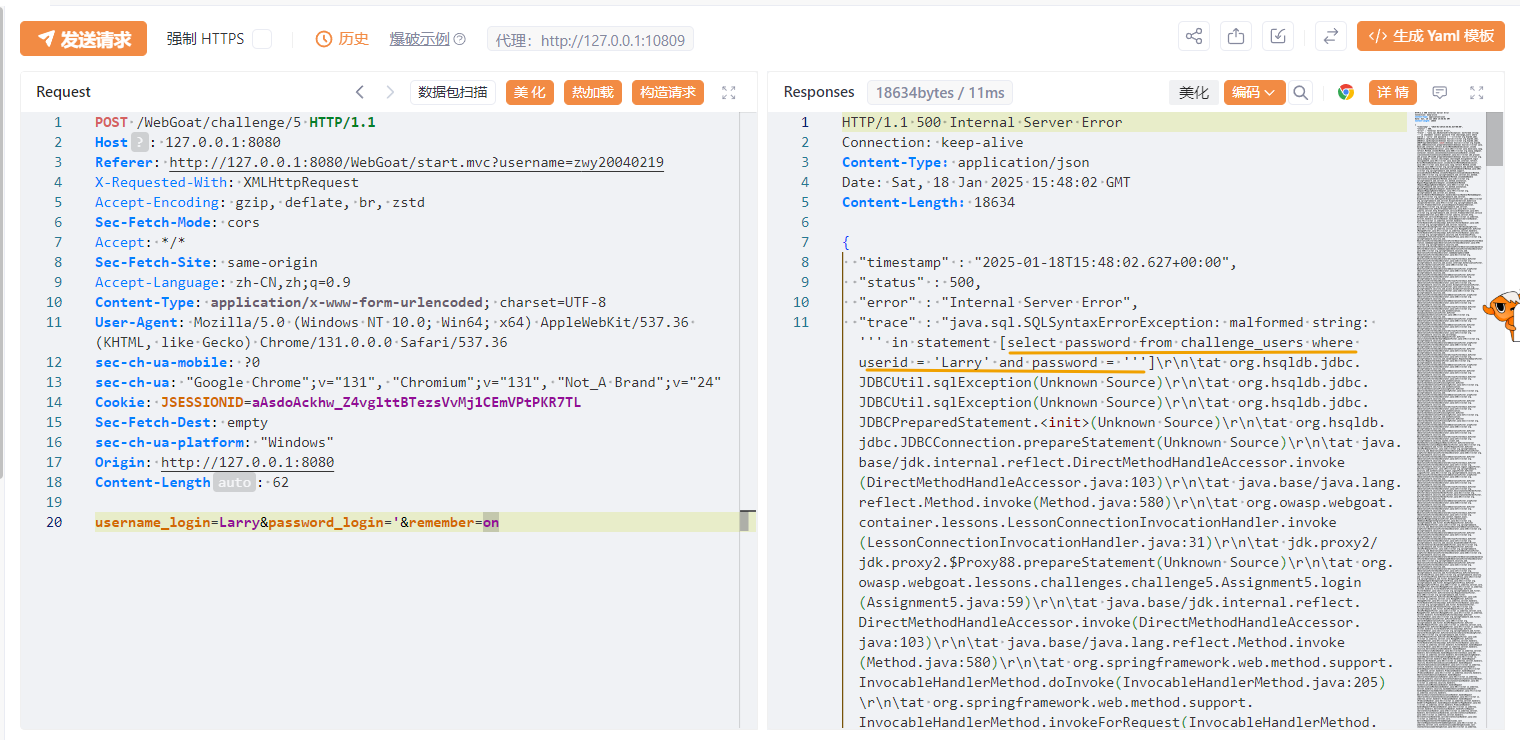 发送请求 强制 HTTPS 历史 爆破示例 代理: http://127.0.0.1:10809 </> 生成 Yaml 模板
Request 数据包扫描 美化 热加载 构造请求
1 POST /WebGoat/challenge/5 HTTP/1.1
2 Host ? : 127.0.0.1:8080
3 Referer: http://127.0.0.1:8080/WebGoat/start.mvc?username=zwy20040219
4 X-Requested-With: XMLHttpRequest
5 Accept-Encoding: gzip, deflate, br, zstd
6 Sec-Fetch-Mode: cors
7 Accept: */*
8 Sec-Fetch-Site: same-origin
9 Accept-Language: zh-CN,zh;q=0.9
10 Content-Type: application/x-www-form-urlencoded; charset=UTF-8
11 User-Agent: Mozilla/5.0 (Windows NT 10.0; Win64; x64) AppleWebKit/537.36
(KHTML, like Gecko) Chrome/131.0.0.0 Safari/537.36
12 sec-ch-ua-mobile: ?0
13 sec-ch-ua: "Google Chrome";v="131", "Chromium";v="131", "Not_A Brand";v="24"
14 Cookie: JSESSIONID=aAsdoAckhw_Z4vglttBTezsVvMj1CEmVPtPKR7TL
15 Sec-Fetch-Dest: empty
16 sec-ch-ua-platform: "Windows"
17 Origin: http://127.0.0.1:8080
18 Content-Length auto : 62
19
20 username_login=Larry&password_login='&remember=on
Responses 18634bytes / 11ms 美化 编码 详情
1 HTTP/1.1 500 Internal Server Error
2 Connection: keep-alive
3 Content-Type: application/json
4 Date: Sat, 18 Jan 2025 15:48:02 GMT
5 Content-Length: 18634
6
7 {
8 "timestamp" : "2025-01-18T15:48:02.627+00:00",
9 "status" : 500,
10 "error" : "Internal Server Error",
11 "trace" : "java.sql.SQLSyntaxErrorException: malformed string:
''' in statement [select password from challenge_users where
userid = 'Larry' and password = ''']\r\n\tat org.hsqldb.jdbc.
JDBCUtil.sqlException(Unknown Source)\r\n\tat org.hsqldb.jdbc.
JDBCUtil.sqlException(Unknown Source)\r\n\tat org.hsqldb.jdbc.
JDBCPreparedStatement.<init>(Unknown Source)\r\n\tat org.hsqldb.
jdbc.JDBCConnection.prepareStatement(Unknown Source)\r\n\tat java.
base/jdk.internal.reflect.DirectMethodHandleAccessor.invoke
(DirectMethodHandleAccessor.java:103)\r\n\tat java.base/java.lang.
reflect.Method.invoke(Method.java:580)\r\n\tat org.owasp.webgoat.
container.lessons.LessonConnectionInvocationHandler.invoke
(LessonConnectionInvocationHandler.java:31)\r\n\tat jdk.proxy2/
jdk.proxy2.$Proxy88.prepareStatement(Unknown Source)\r\n\tat org.
owasp.webgoat.lessons.challenges.challenge5.Assignment5.login
(Assignment5.java:59)\r\n\tat java.base/jdk.internal.reflect.
DirectMethodHandleAccessor.invoke(DirectMethodHandleAccessor.
java:103)\r\n\tat java.base/java.lang.reflect.Method.invoke
(Method.java:580)\r\n\tat org.springframework.web.method.support.
InvocableHandlerMethod.doInvoke(InvocableHandlerMethod.java:205)
\r\n\tat org.springframework.web.method.support.
InvocableHandlerMethod.invokeForRequest(InvocableHandlerMethod.